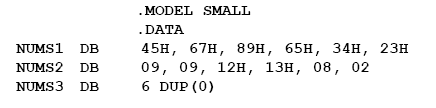 .MODEL SMALL
.DATA
NUMS1 DB 45H, 67H, 89H, 65H, 34H, 23H
NUMS2 DB 09, 09, 12H, 13H, 08, 02
NUMS3 DB 6 DUP(0)